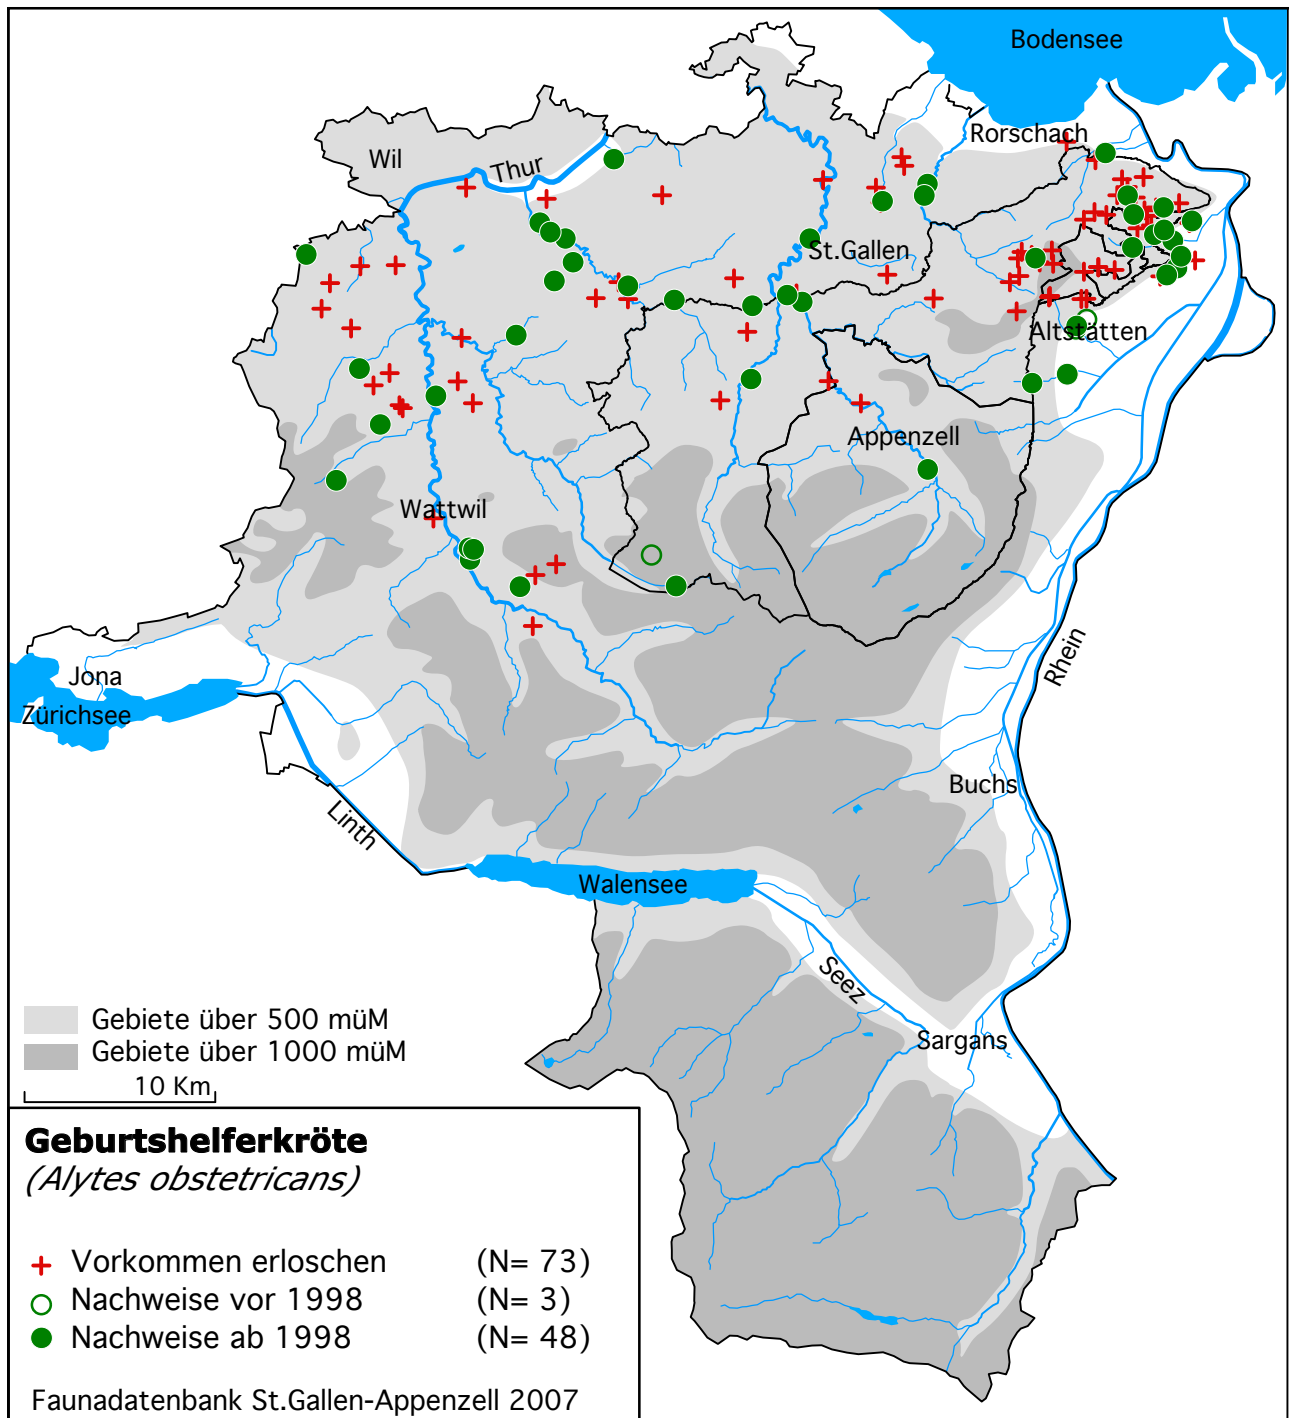 Bodensee
Rorschach
Wil
Thur
St.Gallen
Altstätten
Appenzell
Wattwil
Rhein
Jona
Zürichsee
Buchs
Linth
Walensee
Seez
Sargans
Gebiete über 500 müM
Gebiete über 1000 müM
10 Km
Geburtshelferkröte
(Alytes obstetricans)
Vorkommen erloschen (N= 73)
Nachweise vor 1998 (N= 3)
Nachweise ab 1998 (N= 48)
Faunadatenbank St.Gallen-Appenzell 2007